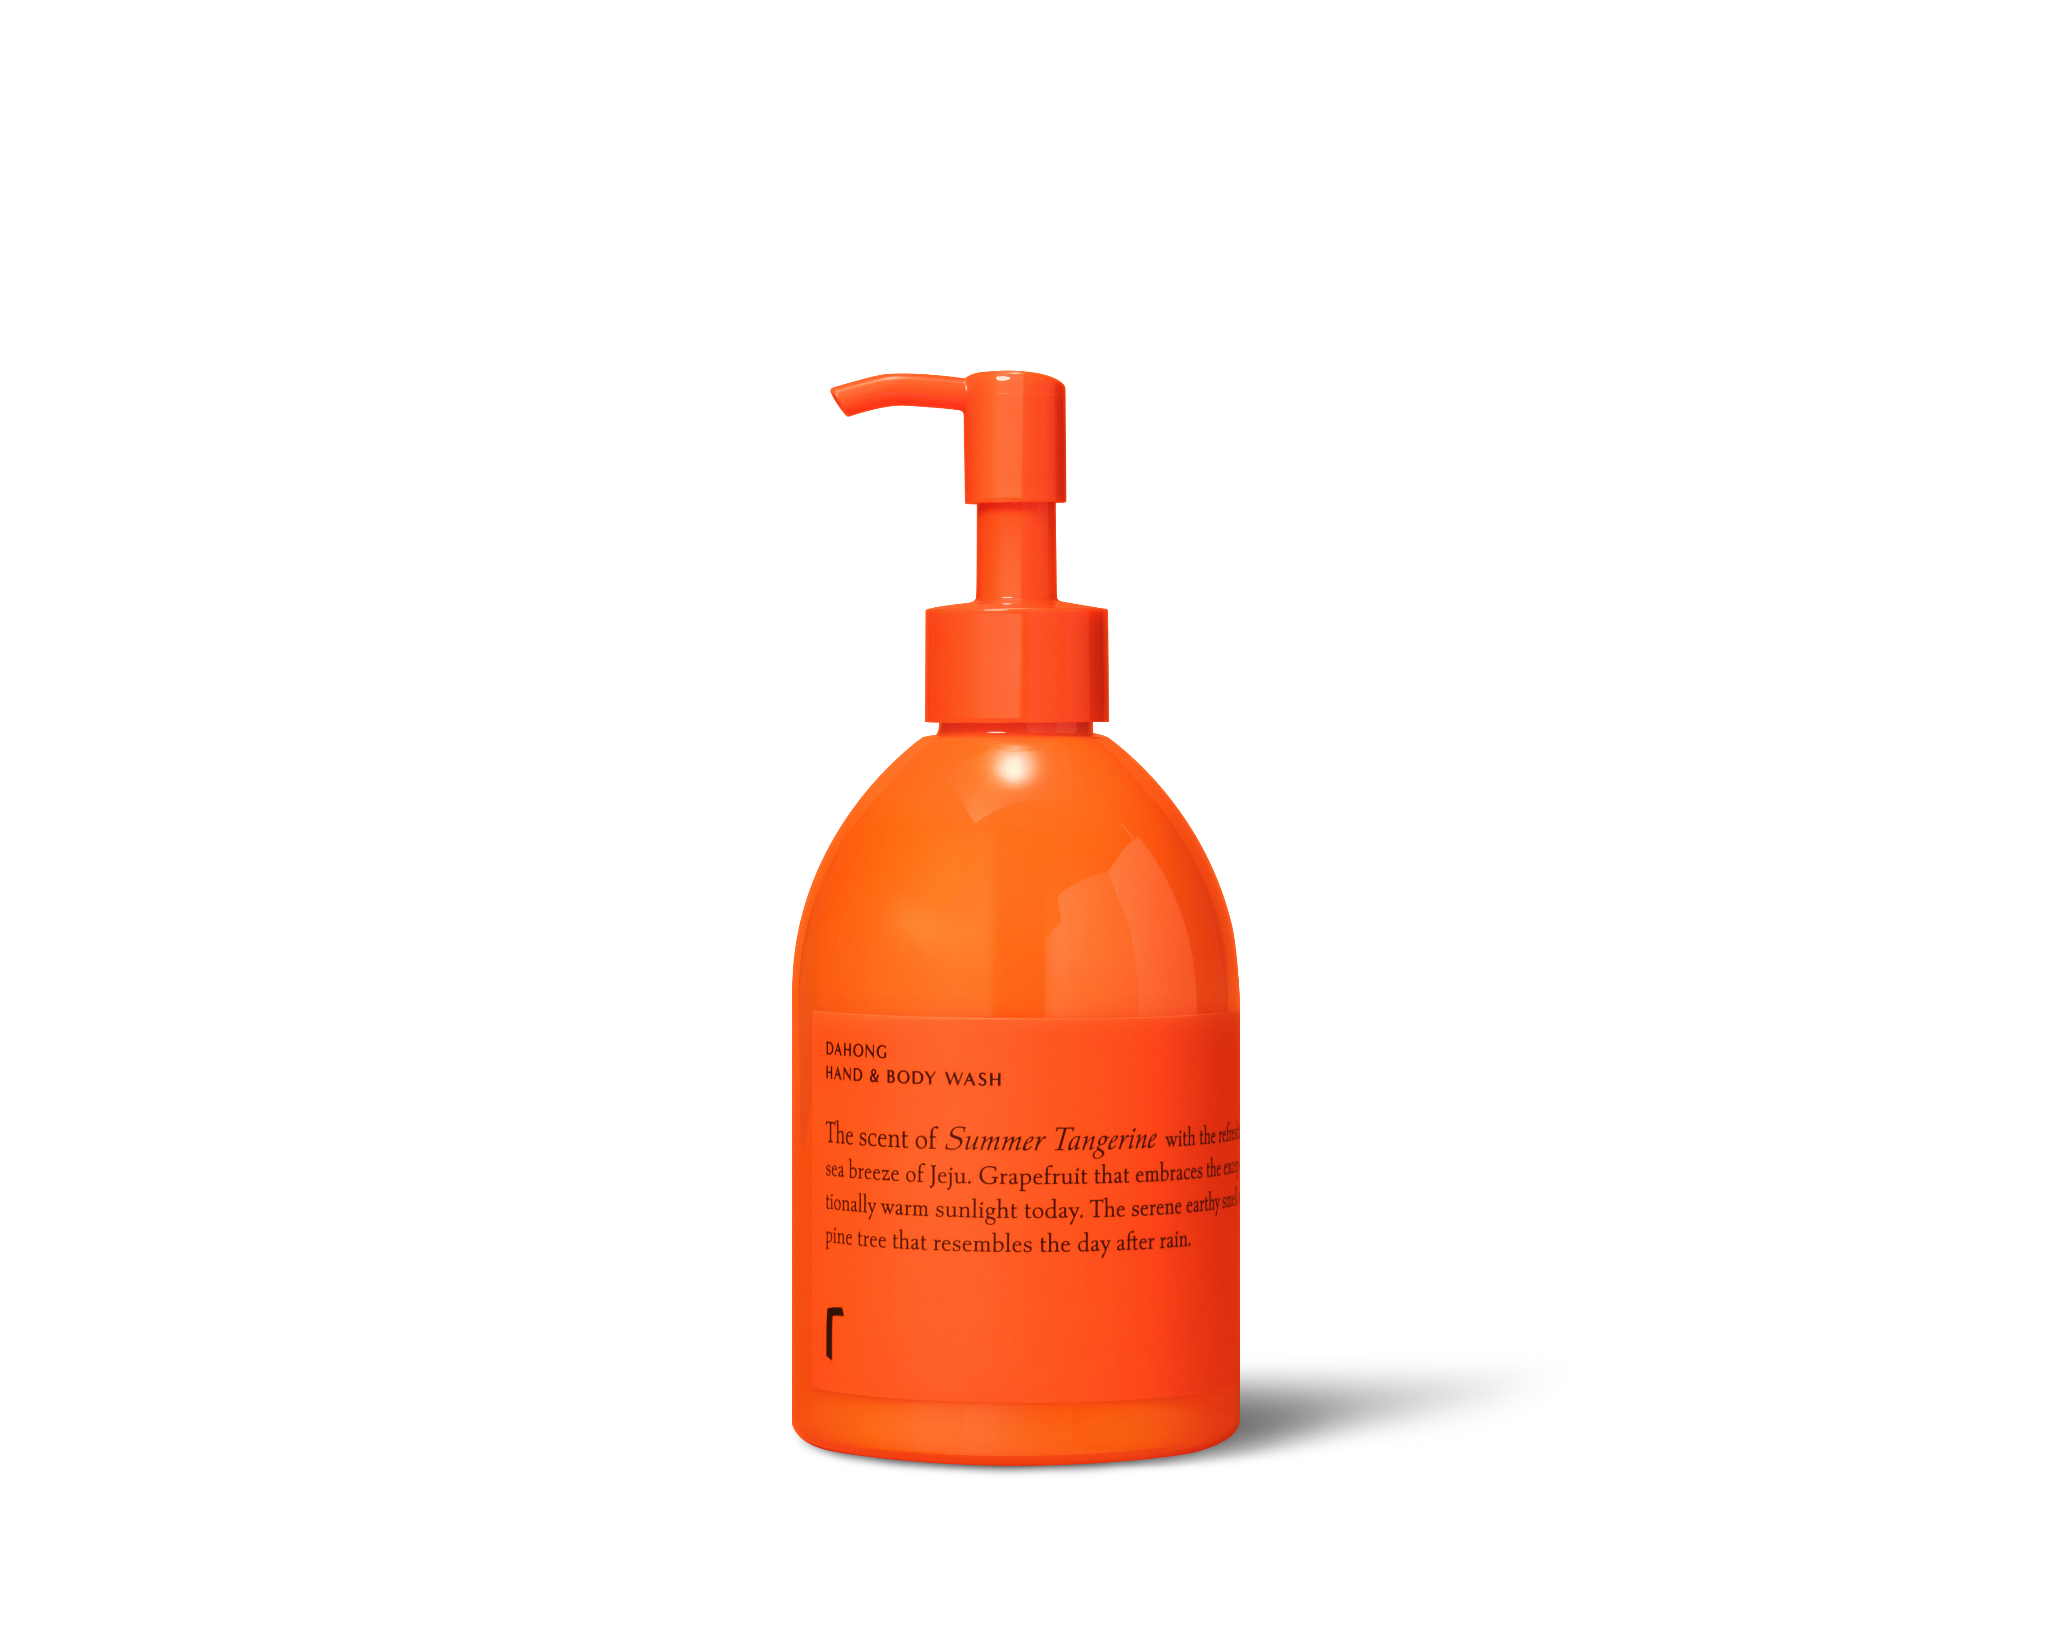 DAHONG
HAND & BODY WASH
The scent of Summer Tangerine with the
sea breeze of Jeju. Grapefruit that embraces the
tionally warm sunlight today. The serene earthy smell
pine tree that resembles the day after rain.